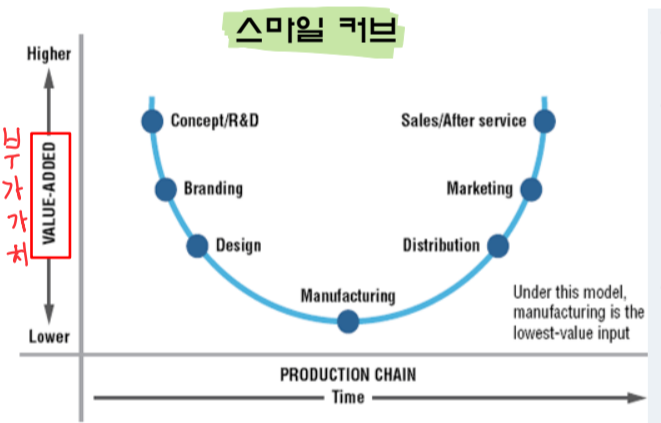 스마일 커브
Higher
부가가치
VALUE-ADDED
Lower
Concept/R&D
Sales/After service
Branding
Marketing
Design
Distribution
Manufacturing
Under this model,
manufacturing is the
lowest-value input
PRODUCTION CHAIN
Time